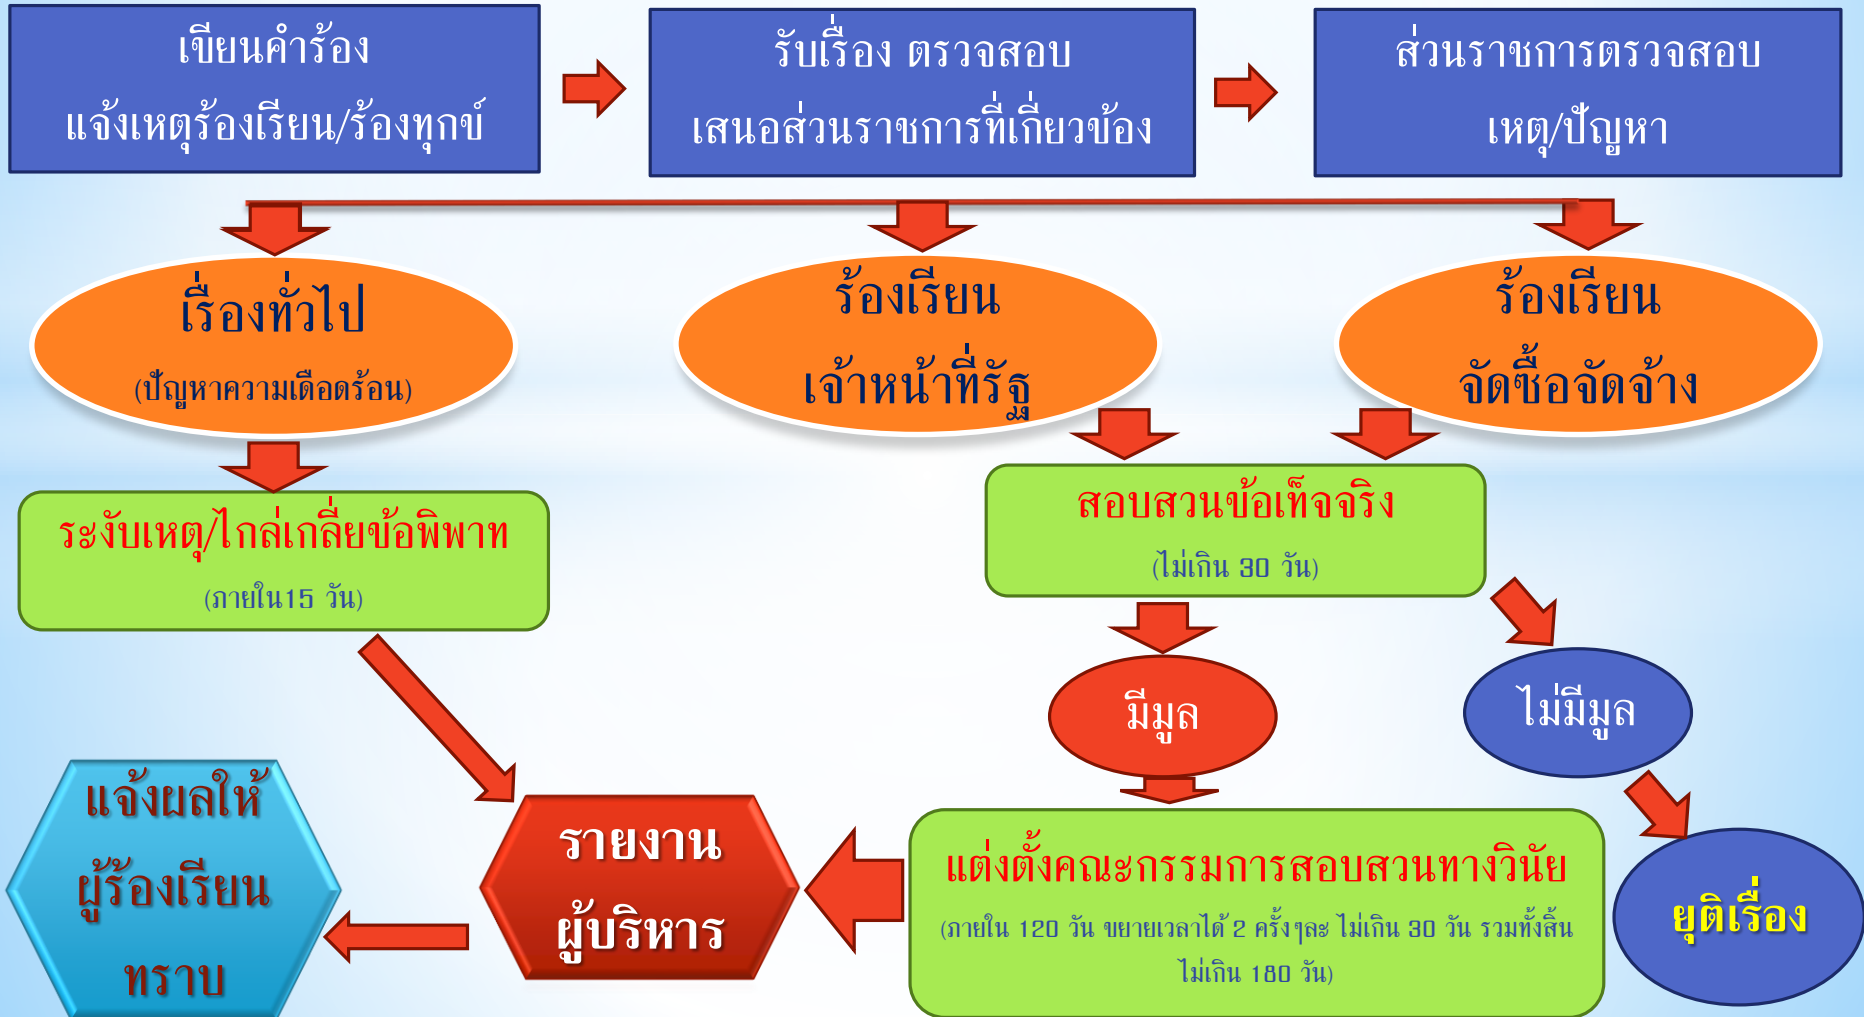 เขียนคำร้อง
แจ้งเหตุร้องเรียน/ร้องทุกข์
รับเรื่อง ตรวจสอบ
เสนอส่วนราชการที่เกี่ยวข้อง
ส่วนราชการตรวจสอบ
เหตุ/ปัญหา
เรื่องทั่วไป
(ปัญหาความเดือดร้อน)
ร้องเรียน
เจ้าหน้าที่รัฐ
ร้องเรียน
จัดซื้อจัดจ้าง
ระงับเหตุ/ไกล่เกลี่ยข้อพิพาท
(ภายใน15 วัน)
สอบสวนข้อเท็จจริง
(ไม่เกิน 30 วัน)
มีมูล
ไม่มีมูล
แจ้งผลให้
ผู้ร้องเรียน
ทราบ
รายงาน
ผู้บริหาร
แต่งตั้งคณะกรรมการสอบสวนทางวินัย
(ภายใน 120 วัน ขยายเวลาได้ 2 ครั้งๆละ ไม่เกิน 30 วัน รวมทั้งสิ้น
ไม่เกิน 180 วัน)
ยุติเรื่อง